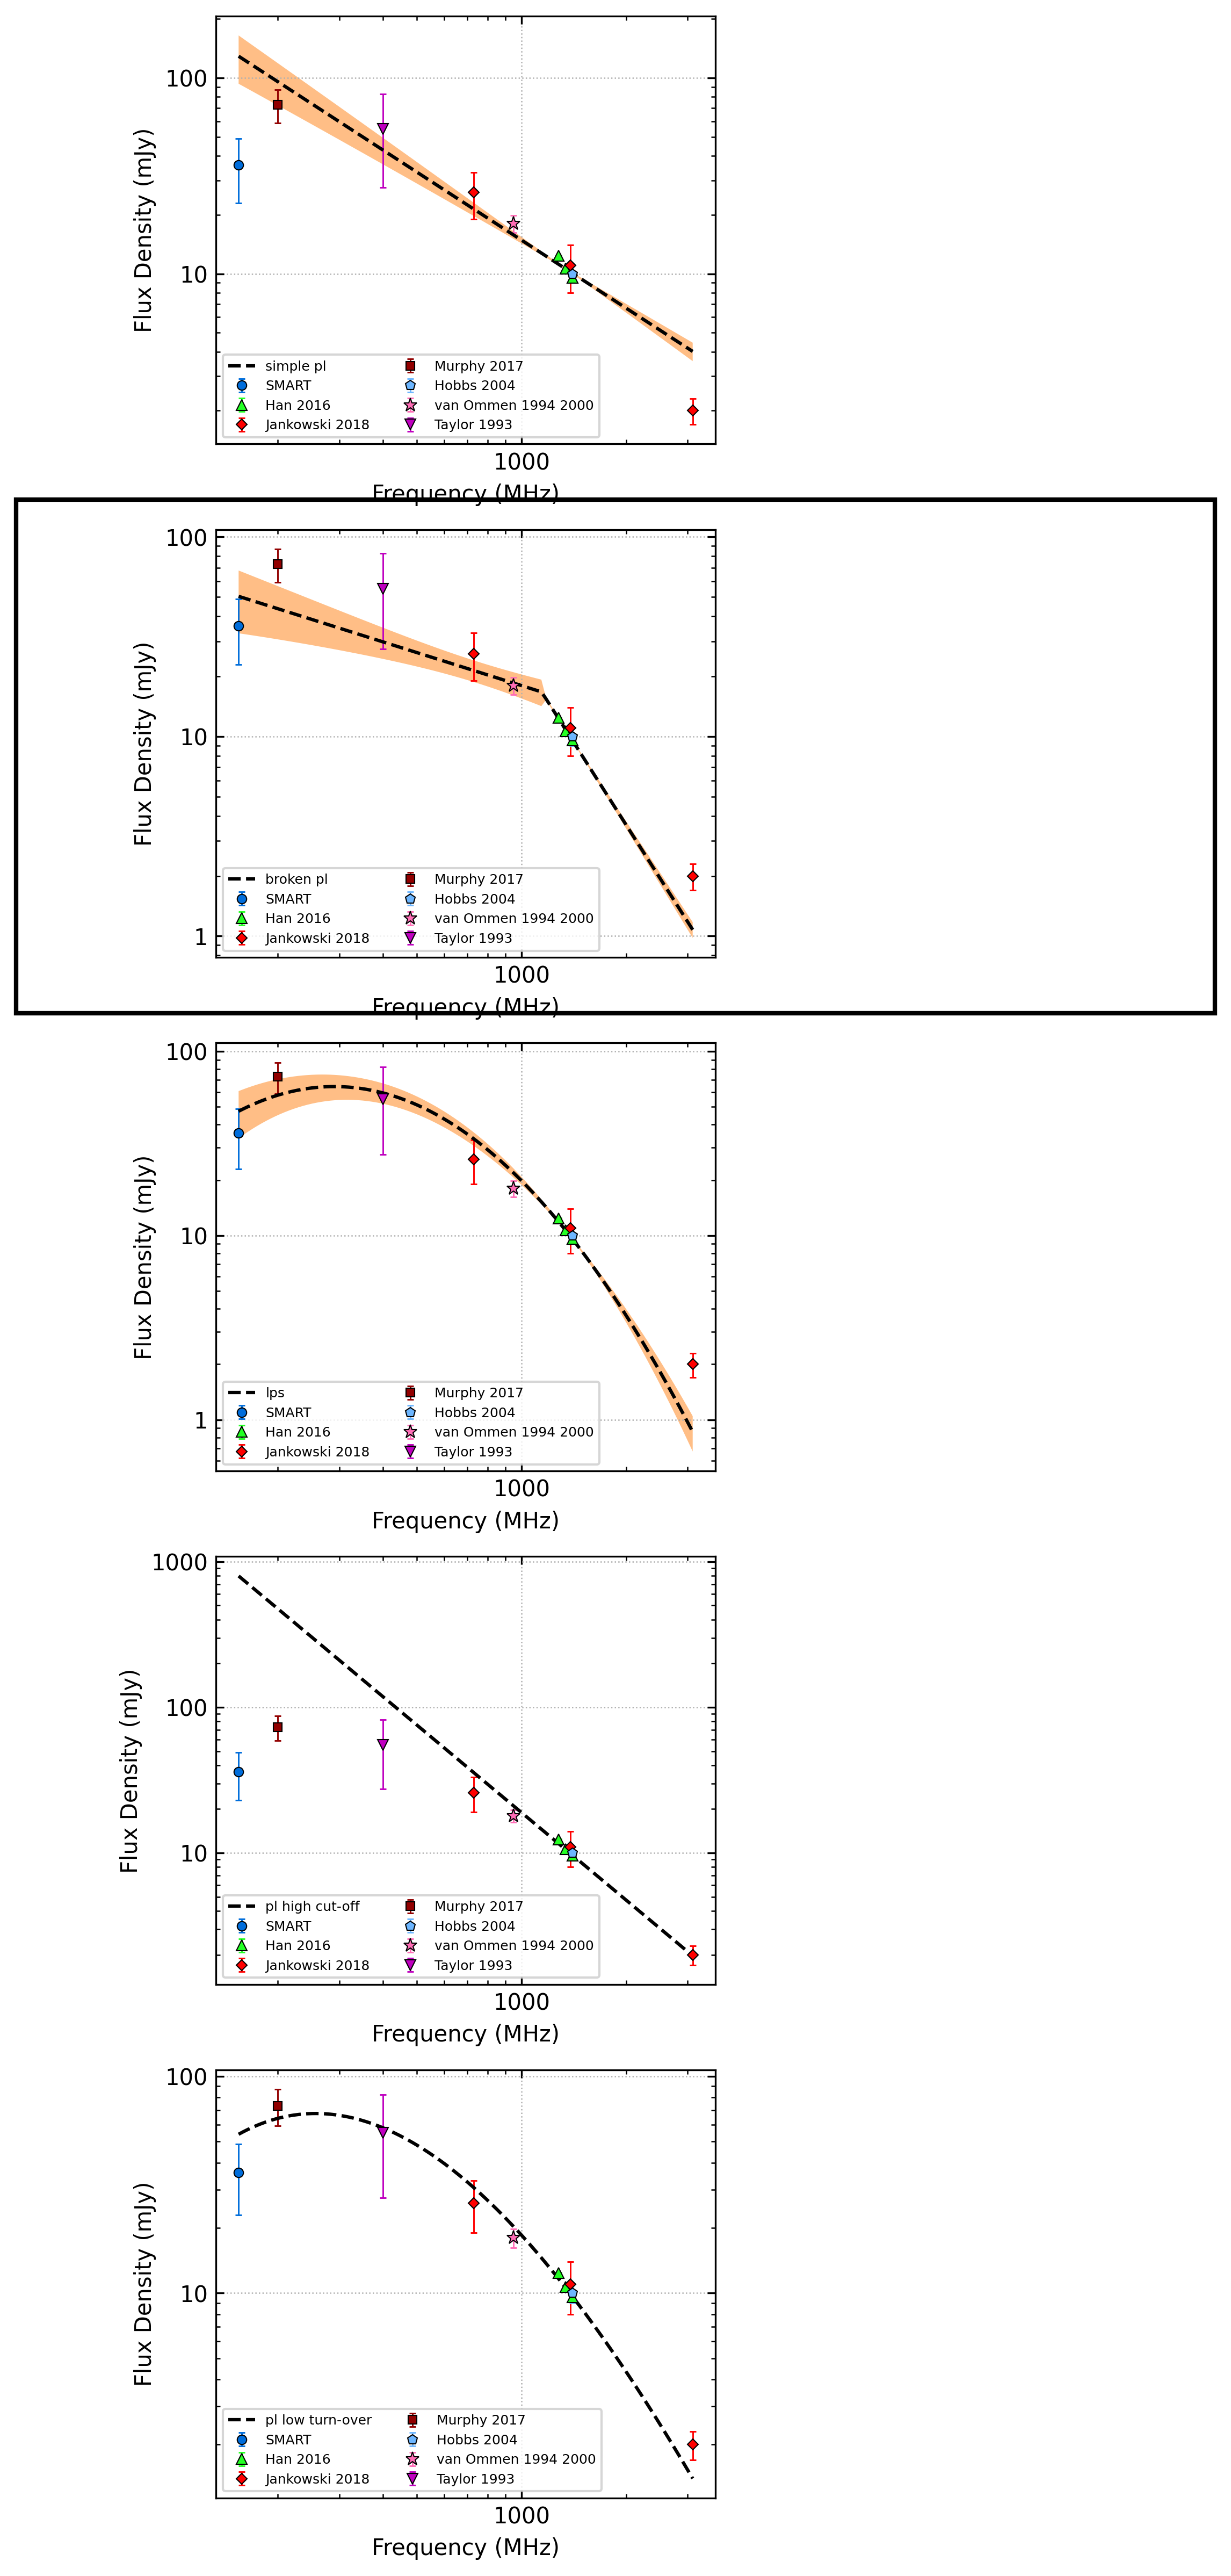 100
10
Flux Density (mJy)
simple pl
SMART
Han 2016
Jankowski 2018
Murphy 2017
Hobbs 2004
van Ommen 1994 2000
Taylor 1993
1000
Frequency (MHz)
100
10
1
Flux Density (mJy)
broken pl
SMART
Han 2016
Jankowski 2018
Murphy 2017
Hobbs 2004
van Ommen 1994 2000
Taylor 1993
1000
Frequency (MHz)
100
10
1
Flux Density (mJy)
lps
SMART
Han 2016
Jankowski 2018
Murphy 2017
Hobbs 2004
van Ommen 1994 2000
Taylor 1993
1000
Frequency (MHz)
1000
100
10
Flux Density (mJy)
pl high cut-off
SMART
Han 2016
Jankowski 2018
Murphy 2017
Hobbs 2004
van Ommen 1994 2000
Taylor 1993
1000
Frequency (MHz)
100
10
Flux Density (mJy)
pl low turn-over
SMART
Han 2016
Jankowski 2018
Murphy 2017
Hobbs 2004
van Ommen 1994 2000
Taylor 1993
1000
Frequency (MHz)